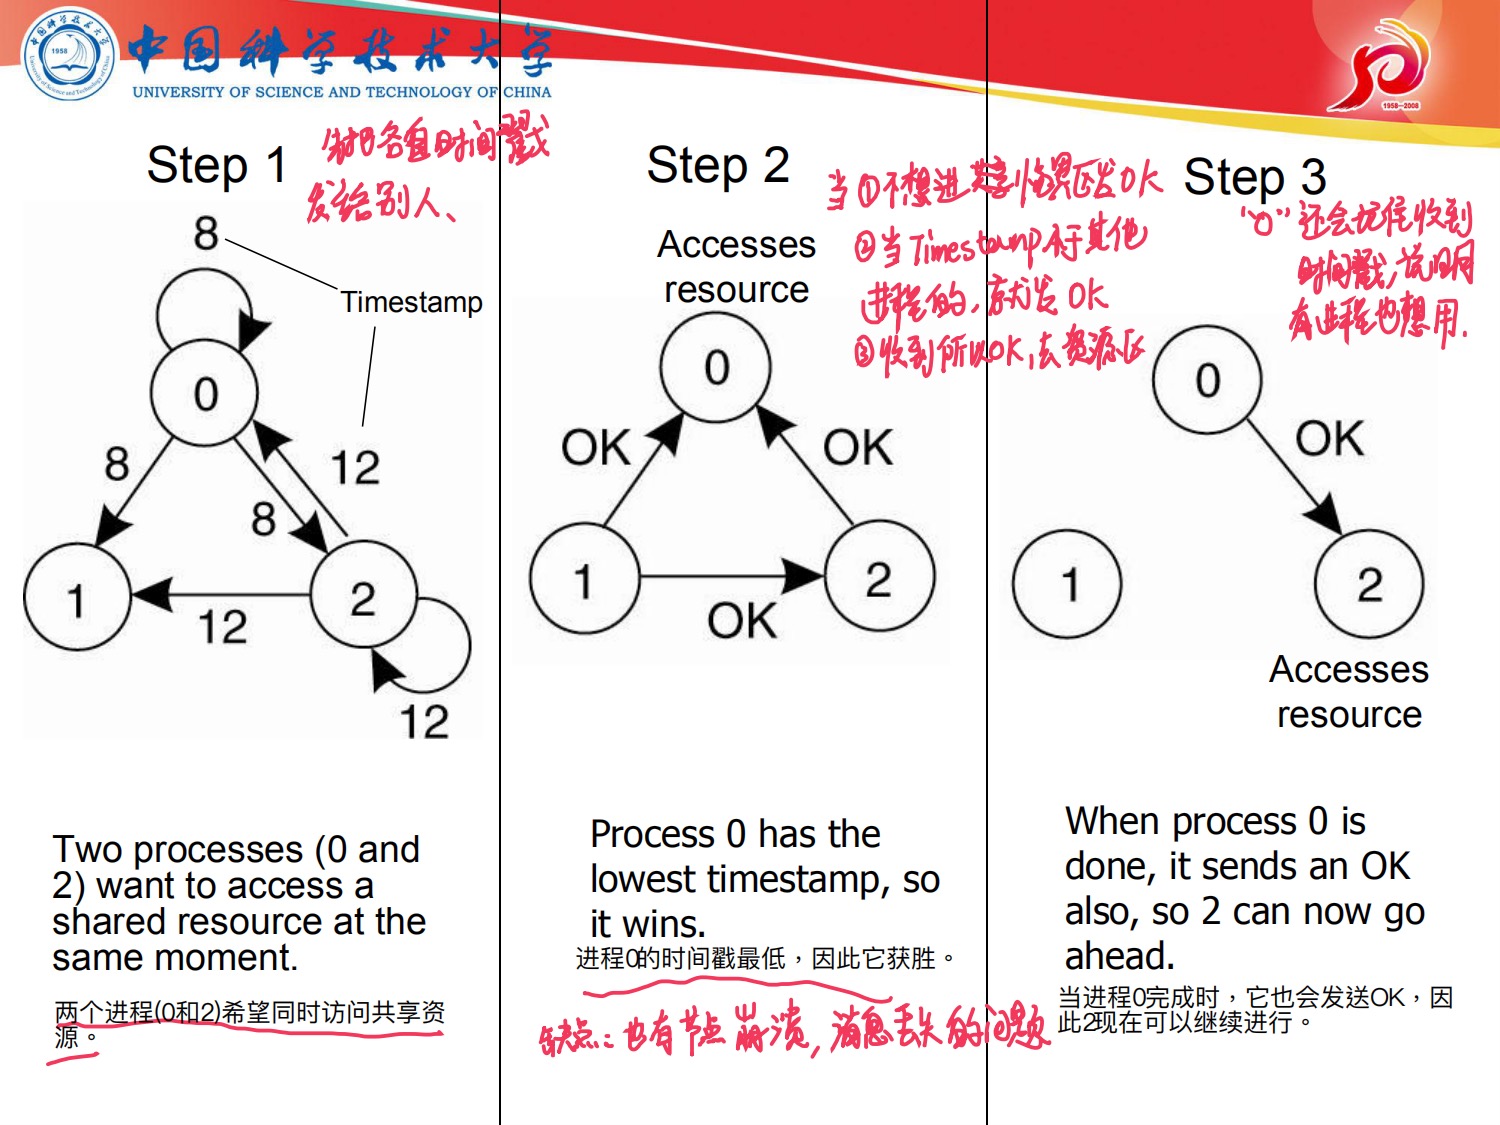 中国科学技术大学
UNIVERSITY OF SCIENCE AND TECHNOLOGY OF CHINA
1958
1958—2008
Step 1
先把各自时间戳
发给别人、
8
Timestamp
0
8
12
8
1
2
12
12
Two processes (0 and
2) want to access a
shared resource at the
same moment.
两个进程(0和2)希望同时访问共享资
源。
Step 2
当①不想进共享资源区发OK
②当Timestamp小于其他
进程的,就发OK
③收到所以OK,去资源区
Accesses
resource
0
OK
OK
1
2
OK
Process 0 has the
lowest timestamp, so
it wins.
进程0的时间戳最低，因此它获胜。
缺点：也有节点崩溃,消息丢失的问题
Step 3
"0"还会记住收到
时间戳,说明
有进程也想用.
0
OK
1
2
Accesses
resource
When process 0 is
done, it sends an OK
also, so 2 can now go
ahead.
当进程0完成时，它也会发送OK，因
此2现在可以继续进行。